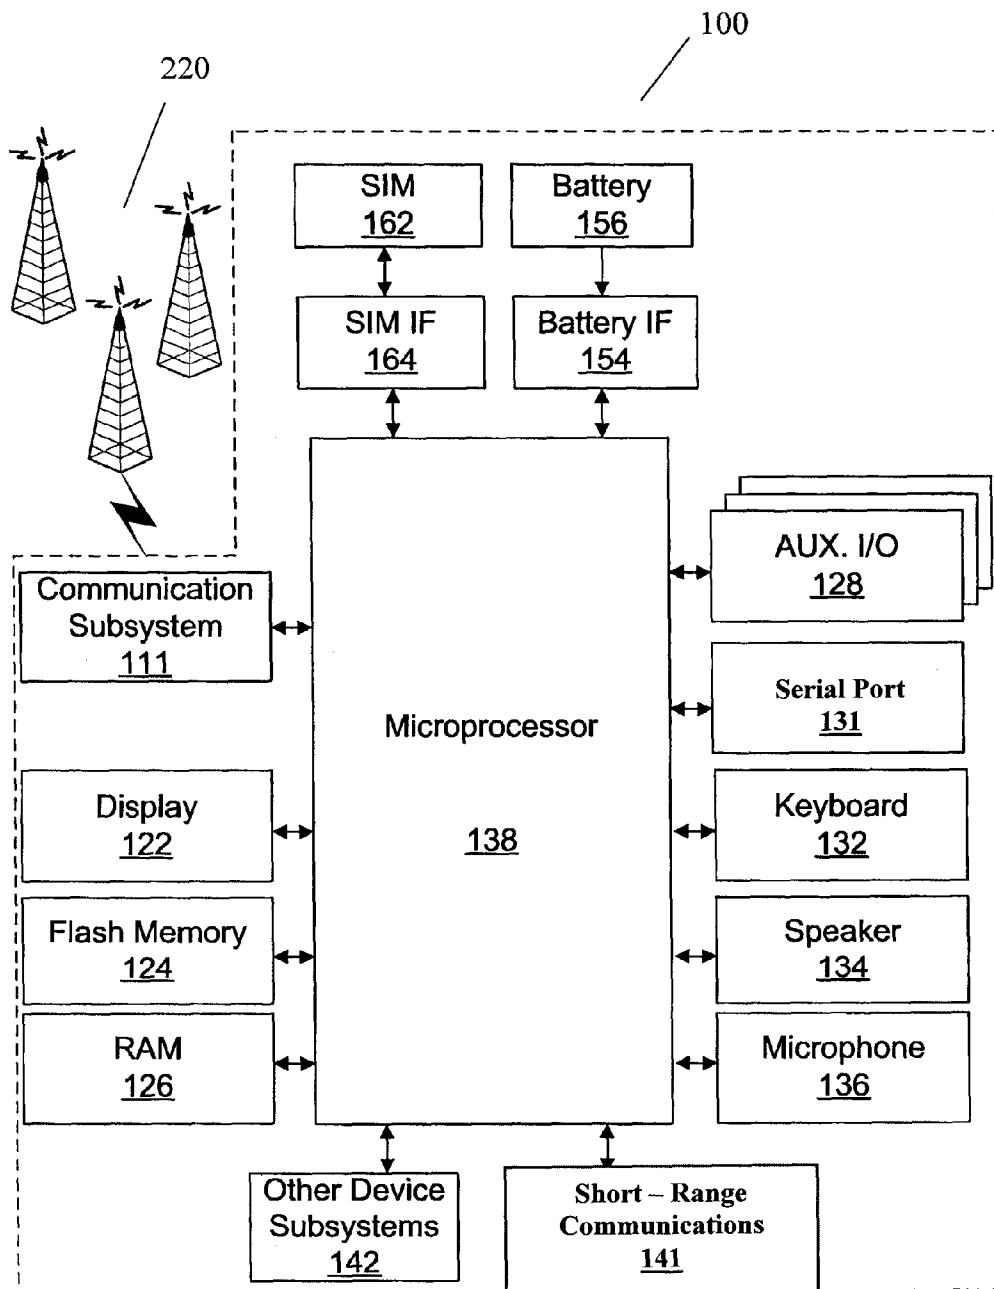 100
220
SIM
162
Battery
156
SIM IF
164
Battery IF
154
AUX. I/O
128
Communication
Subsystem
111
Serial Port
131
Microprocessor
138
Display
122
Keyboard
132
Flash Memory
124
Speaker
134
RAM
126
Microphone
136
Other Device
Subsystems
142
Short – Range
Communications
141